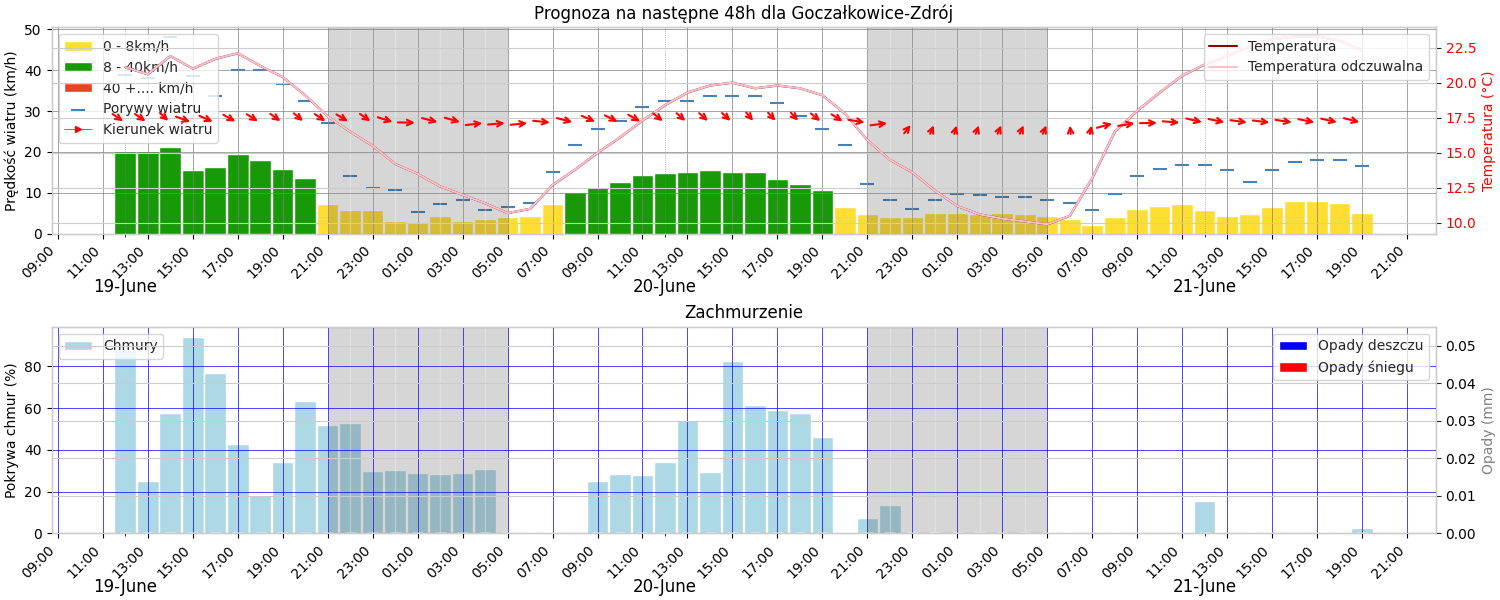 Prognoza na następne 48h dla Goczałkowice-Zdrój
Prędkość wiatru (km/h)
50
40
30
20
10
0
0 - 8km/h
8 - 40km/h
40 +.... km/h
Porywy wiatru
Kierunek wiatru
Temperatura
Temperatura odczuwalna
22.5
20.0
17.5
15.0
12.5
10.0
Temperatura (°C)
09:00 11:00 13:00 15:00 17:00 19:00 21:00 23:00 01:00 03:00 05:00 07:00 09:00 11:00 13:00 15:00 17:00 19:00 21:00 23:00 01:00 03:00 05:00 07:00 09:00 11:00 13:00 15:00 17:00 19:00 21:00
19-June 20-June 21-June
Zachmurzenie
Pokrywa chmur (%)
80
60
40
20
0
Chmury
Opady deszczu
Opady śniegu
0.05
0.04
0.03
0.02
0.01
0.00
Opady (mm)
09:00 11:00 13:00 15:00 17:00 19:00 21:00 23:00 01:00 03:00 05:00 07:00 09:00 11:00 13:00 15:00 17:00 19:00 21:00 23:00 01:00 03:00 05:00 07:00 09:00 11:00 13:00 15:00 17:00 19:00 21:00
19-June 20-June 21-June